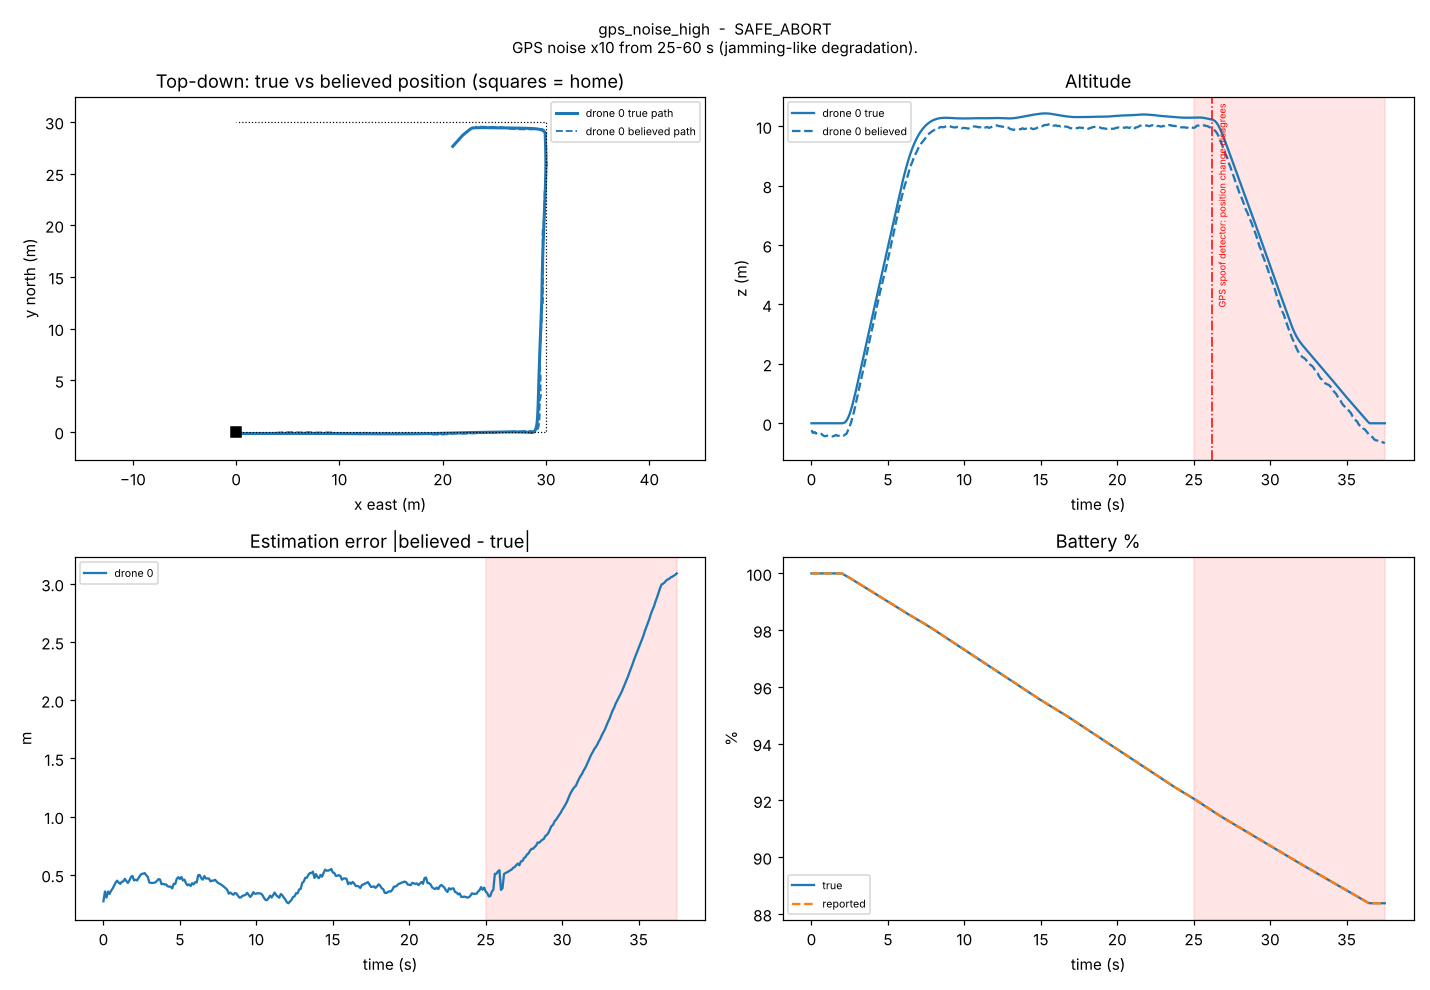 gps_noise_high - SAFE_ABORT
GPS noise x10 from 25-60 s (jamming-like degradation).
Top-down: true vs believed position (squares = home)
drone 0 true path
drone 0 believed path
30
25
20
15
10
5
0
y north (m)
−10
0
10
20
30
40
x east (m)
Altitude
drone 0 true
drone 0 believed
GPS spoof detector: position change disagrees
10
8
6
4
2
0
z (m)
0
5
10
15
20
25
30
35
time (s)
Estimation error |believed - true|
drone 0
3.0
2.5
2.0
1.5
1.0
0.5
m
0
5
10
15
20
25
30
35
time (s)
Battery %
100
98
96
94
92
90
88
%
true
reported
0
5
10
15
20
25
30
35
time (s)